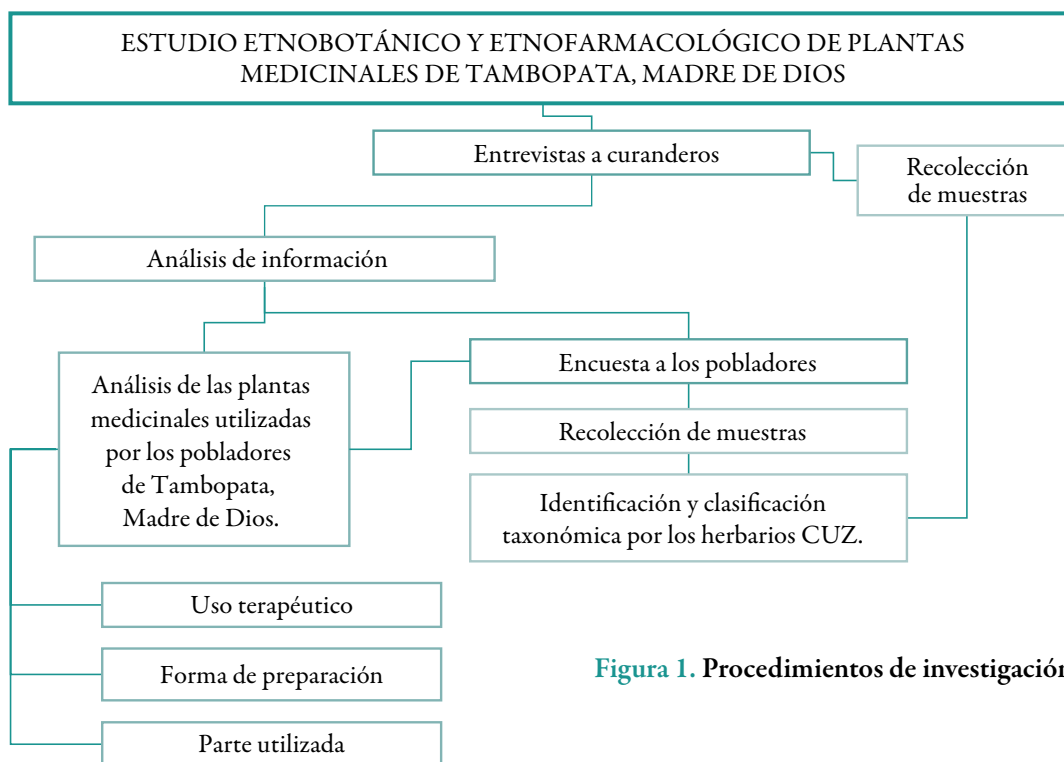 ESTUDIO ETNOBOTÁNICO Y ETNOFARMACOLÓGICO DE PLANTAS
MEDICINALES DE TAMBOPATA, MADRE DE DIOS
Entrevistas a curanderos
Recolección
de muestras
Análisis de información
Análisis de las plantas
medicinales utilizadas
por los pobladores
de Tambopata,
Madre de Dios.
Encuesta a los pobladores
Recolección de muestras
Identificación y clasificación
taxonómica por los herbarios CUZ.
Uso terapéutico
Forma de preparación
Parte utilizada
Figura 1. Procedimientos de investigación